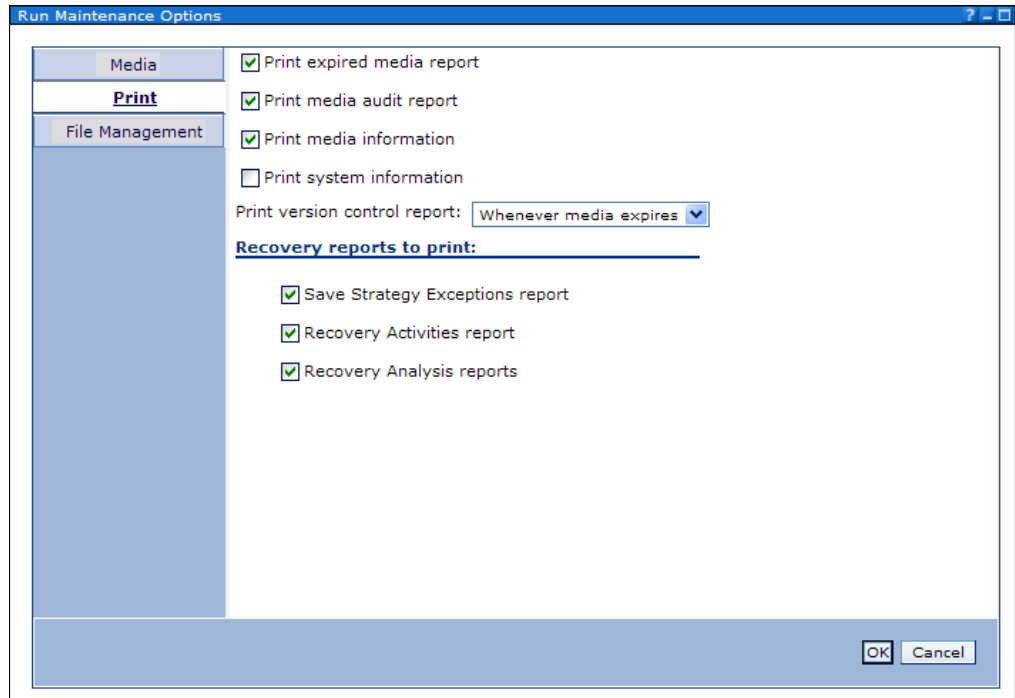 Run Maintenance Options
?
Media
Print
File Management
Print expired media report
Print media audit report
Print media information
Print system information
Print version control report: Whenever media expires
Recovery reports to print:
Save Strategy Exceptions report
Recovery Activities report
Recovery Analysis reports
OK Cancel